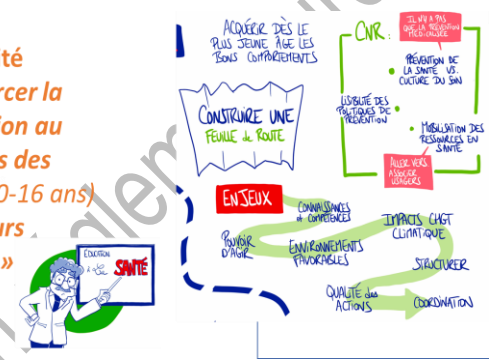 ité
rcer la
ion au
s des
0-16 ans)
urs
»
ÉDUCATION
à la SANTÉ
ACQUÉRIR DÈS LE
PLUS JEUNE ÂGE LES
BONS COMPORTEMENTS
CONSTRUIRE UNE
FEUILLE de ROUTE
CNR:
IL N'Y A PAS
QUE LA PRÉVENTION
MÉDICALISÉE
PRÉVENTION DE
LA SANTÉ VS.
CULTURE DU SOIN
LISIBILITÉ DES
POLITIQUES DE
PRÉVENTION
MOBILISATION DES
RESSOURCES EN
SANTÉ
ALLER VERS
ASSOCIER
USAGERS
ENJEUX
CONNAISSANCES
et COMPÉTENCES
POUVOIR
D'AGIR
ENVIRONNEMENTS
FAVORABLES
IMPACTS CHGT
CLIMATIQUE
STRUCTURER
QUALITÉ des
ACTIONS
COORDINATION